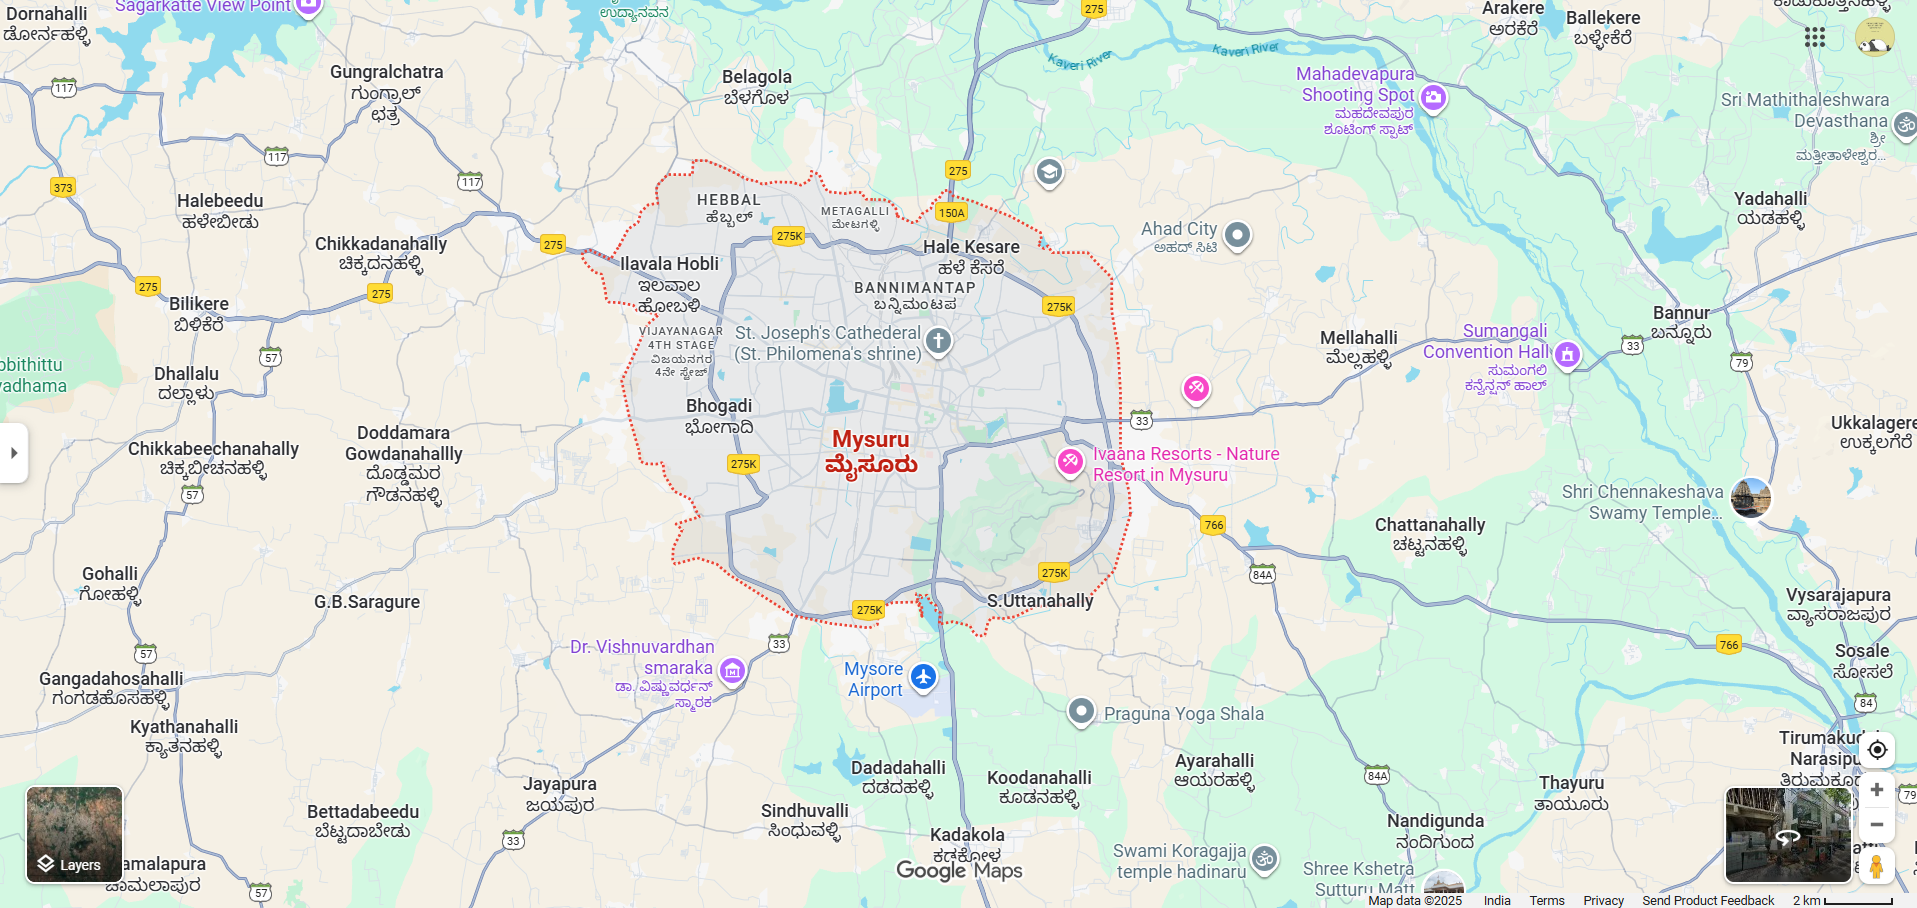 Dornahalli
ಡೋರ್ನಹಳ್ಳಿ
Sagarkatte View Point
ಉದ್ಯಾನವನ
275
Kaveri River
Kaveri River
Arakere
ಅರಕೆರೆ
Ballekere
ಬಳ್ಳೇಕೆರೆ
117
Gungralchatra
ಗುಂಗ್ರಾಲ್
ಛತ್ರ
Belagola
ಬೆಳಗೊಳ
Mahadevapura
Shooting Spot
ಮಹದೇವಪುರ
ಶೂಟಿಂಗ್ ಸ್ಪಾಟ್
Sri Mathithaleshwara
Devasthana
ಶ್ರೀ
ಮತ್ತೀತಾಳೇಶ್ವರ...
117
117
373
Halebeedu
ಹಳೇಬೀಡು
275
HEBBAL
ಹೆಬ್ಬಲ್
METAGALLI
ಮೇಟಗಳ್ಳಿ
150A
Yadahalli
ಯಡಹಳ್ಳಿ
Chikkadanahally
ಚಿಕ್ಕದನಹಳ್ಳಿ
275
275K
Hale Kesare
ಹಳೆ ಕೆಸರೆ
Ahad City
ಅಹದ್ ಸಿಟಿ
Ilavala Hobli
ಇಲವಾಲ
ಹೋಬಳಿ
275
275
Bilikere
ಬಿಳಿಕೆರೆ
BANNIMANTAP
ಬನ್ನಿಮಂಟಪ
275K
Bannur
ಬನ್ನೂರು
VIJAYANAGAR
4TH STAGE
ವಿಜಯನಗರ
4ನೇ ಸ್ಟೇಜ್
St. Joseph's Cathederal
(St. Philomena's shrine)
Mellahalli
ಮೆಲ್ಲಹಳ್ಳಿ
Sumangali
Convention Hall
ಸುಮಂಗಲಿ
ಕನ್ವೆನ್ಷನ್ ಹಾಲ್
33
79
57
obithittu
vadhama
Dhallalu
ದಲ್ಲಾಳು
Bhogadi
ಭೋಗಾದಿ
33
Ukkalagere
ಉಕ್ಕಲಗೆರೆ
Chikkabeechanahally
ಚಿಕ್ಕಬೀಚನಹಳ್ಳಿ
Doddamara
Gowdanahallly
ದೊಡ್ಡಮರ
ಗೌಡನಹಳ್ಳಿ
275K
Mysuru
ಮೈಸೂರು
Ivaana Resorts - Nature
Resort in Mysuru
57
Shri Chennakeshava
Swamy Temple...
766
Chattanahally
ಚಟ್ಟನಹಳ್ಳಿ
Gohalli
ಗೋಹಳ್ಳಿ
G.B.Saragure
275K
84A
275K
S.Uttanahally
Vysarajapura
ವ್ಯಾಸರಾಜಪುರ
57
33
766
Dr. Vishnuvardhan
smaraka
ಡಾ. ವಿಷ್ಣುವರ್ಧನ್
ಸ್ಮಾರಕ
Mysore
Airport
Sosale
ಸೋಸಲೆ
Gangadahosahalli
ಗಂಗಡಹೊಸಹಳ್ಳಿ
Praguna Yoga Shala
84
Kyathanahalli
ಕ್ಯಾತನಹಳ್ಳಿ
Dadadahalli
ದಡದಹಳ್ಳಿ
Koodanahalli
ಕೂಡನಹಳ್ಳಿ
Ayarahalli
ಆಯರಹಳ್ಳಿ
84A
Thayuru
ತಾಯೂರು
79
Jayapura
ಜಯಪುರ
Bettadabeedu
ಬೆಟ್ಟದಾಬೀಡು
Sindhuvalli
ಸಿಂಧುವಳ್ಳಿ
33
Kadakola
ಕಡಕೋಳ
Google Maps
Nandigunda
ನಂದಿಗುಂದ
Swami Koragajja
temple hadinaru
Shree Kshetra
Sutturu Matt
Layers
amalapura
57
Map data ©2025
India
Terms
Privacy
Send Product Feedback
2 km